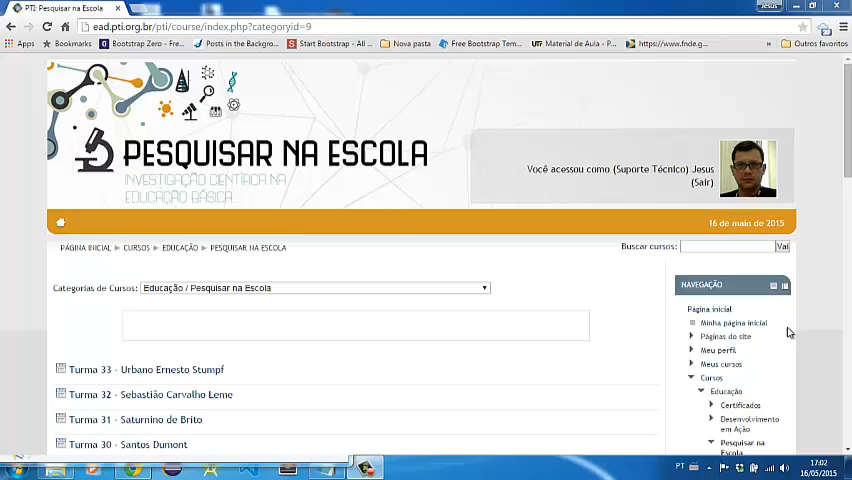 Jesus
PTI: Pesquisar na Escola
ead.pti.org.br/pti/course/index.php?categoryid=9
Apps
Bookmarks
Bootstrap Zero - Fre...
Posts in the Backgro...
Start Bootstrap - All ...
Nova pasta
Free Bootstrap Temp...
Material de Aula - P...
https://www.fnde.g...
»
Outros favoritos
PESQUISAR NA ESCOLA
INVESTIGAÇÃO CIENTÍFICA NA
EDUCAÇÃO BÁSICA.
Você acessou como (Suporte Técnico) Jesus
(Sair)
16 de maio de 2015
PÁGINA INICIAL ► CURSOS ► EDUCAÇÃO ► PESQUISAR NA ESCOLA
Buscar cursos:
Vai
Categorias de Cursos:
Educação / Pesquisar na Escola
NAVEGAÇÃO
Página inicial
Minha página inicial
Páginas do site
Meu perfil
Meus cursos
Cursos
Educação
Certificados
Desenvolvimento
em Ação
Pesquisar na
Escola
Turma 33 - Urbano Ernesto Stumpf
Turma 32 - Sebastião Carvalho Leme
Turma 31 - Saturnino de Brito
Turma 30 - Santos Dumont
PT
17:02
16/05/2015